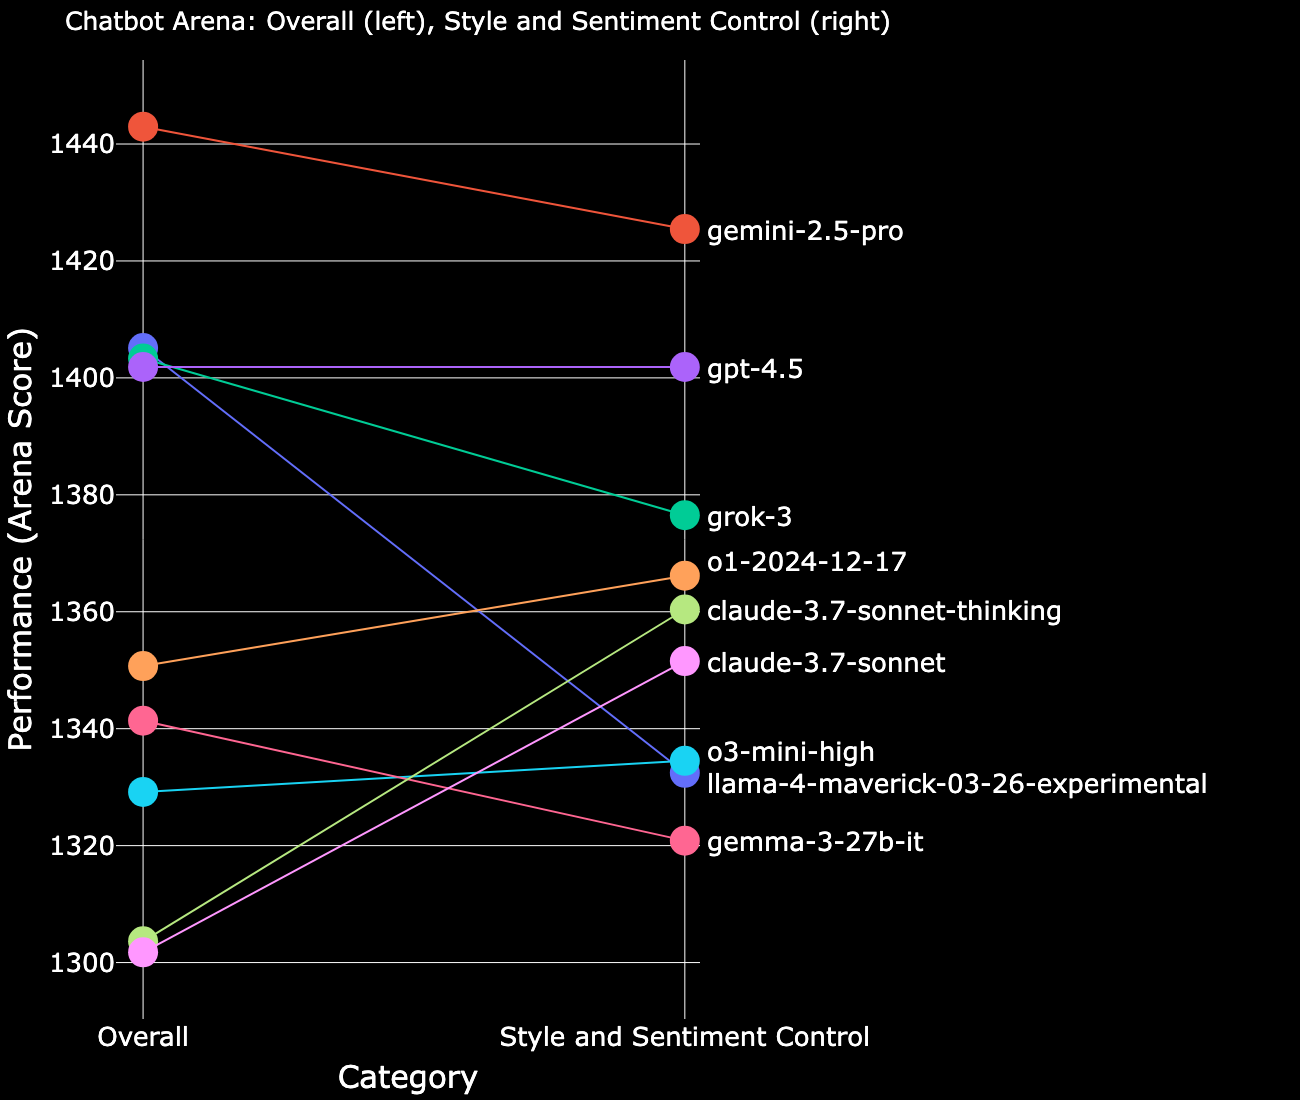 Chatbot Arena: Overall (left), Style and Sentiment Control (right)
Performance (Arena Score)
1440
1420
1400
1380
1360
1340
1320
1300
gemini-2.5-pro
gpt-4.5
grok-3
o1-2024-12-17
claude-3.7-sonnet-thinking
claude-3.7-sonnet
o3-mini-high
llama-4-maverick-03-26-experimental
gemma-3-27b-it
Overall
Style and Sentiment Control
Category